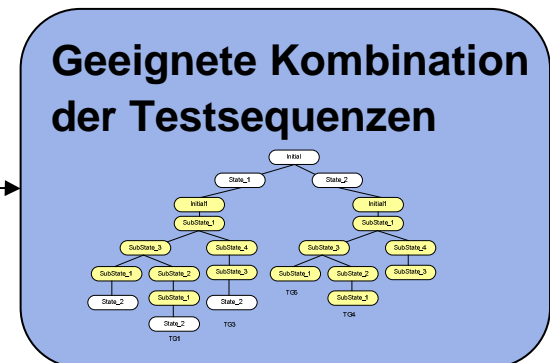 Geeignete Kombination
der Testsequenzen
Initial
State_1 State_2
Initial1 Initial1
SubState_1 SubState_1
SubState_3 SubState_4 SubState_3 SubState_4
SubState_1 SubState_2 SubState_3 SubState_1 SubState_2 SubState_3
State_2 SubState_1 State_2 TG5 SubState_1
State_2 TG3 TG4
TG1